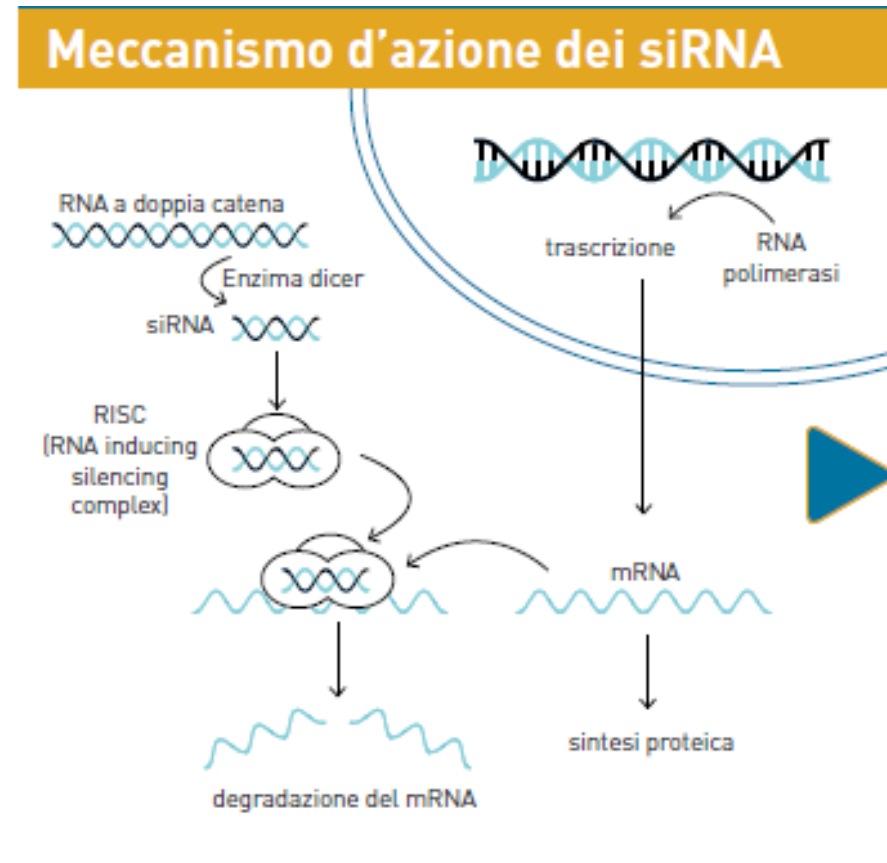 Meccanismo d'azione dei siRNA
RNA a doppia catena
Enzima dicer
siRNA
RISC
(RNA inducing
silencing
complex)
trascrizione
RNA
polimerasi
mRNA
sintesi proteica
degradazione del mRNA